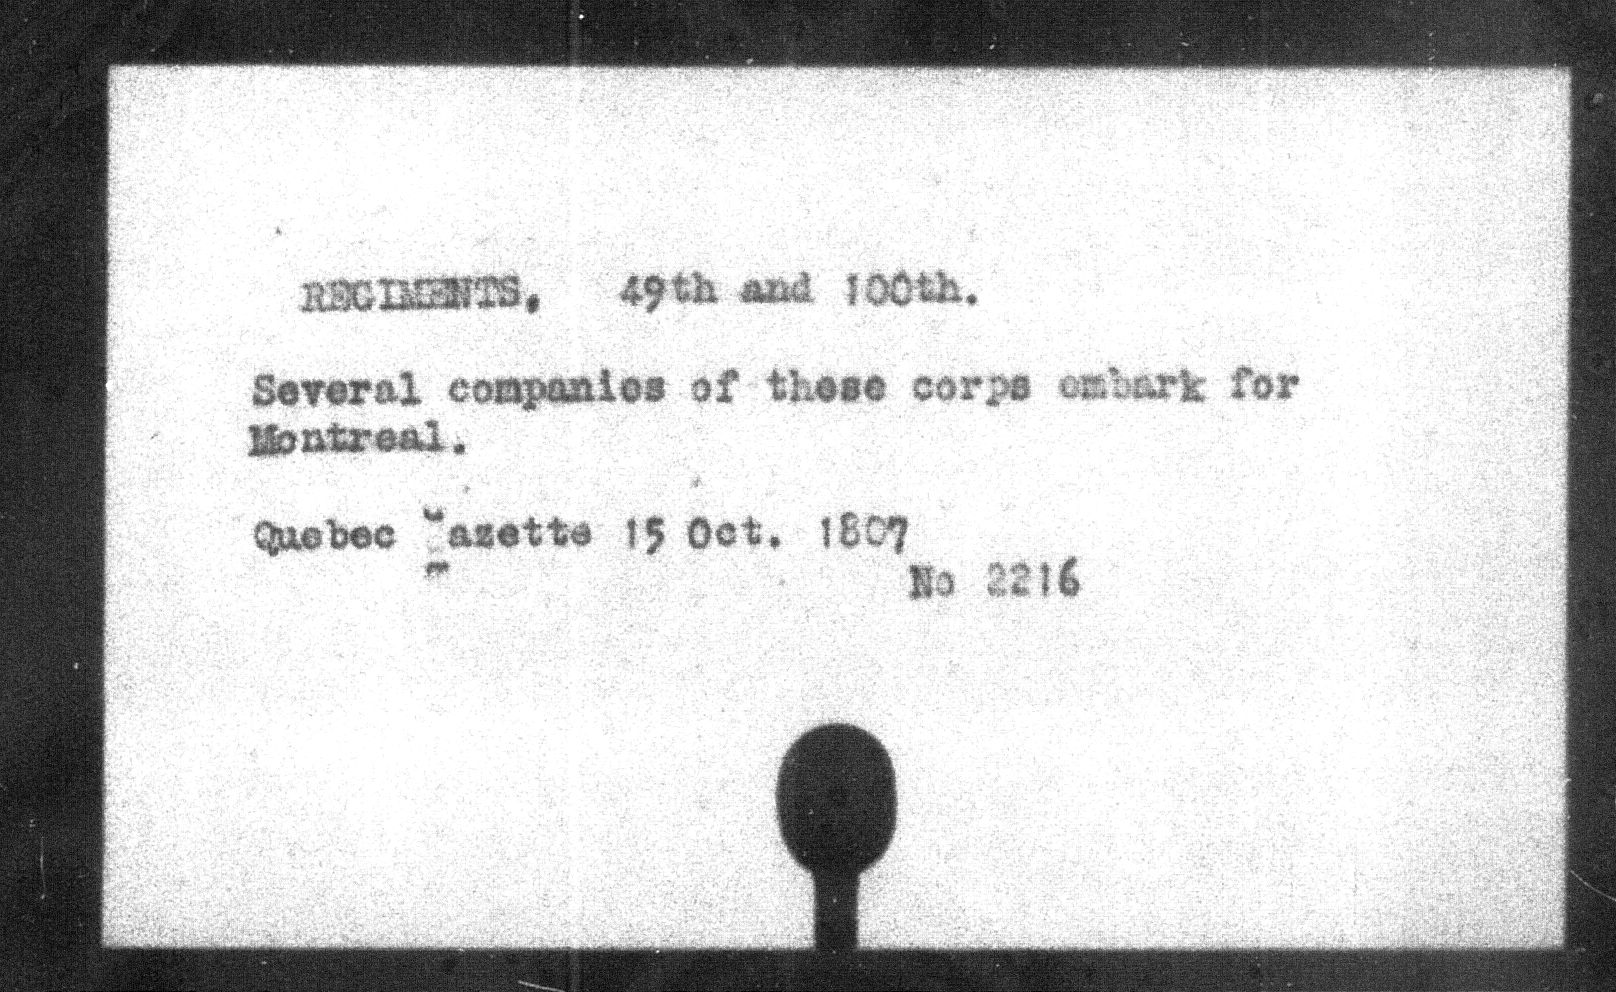 REGIMENTS, 49th and 100th.
Several companies of these corps embark for
Montreal.
Quebec Gazette 15 Oct. 1807
No 2216